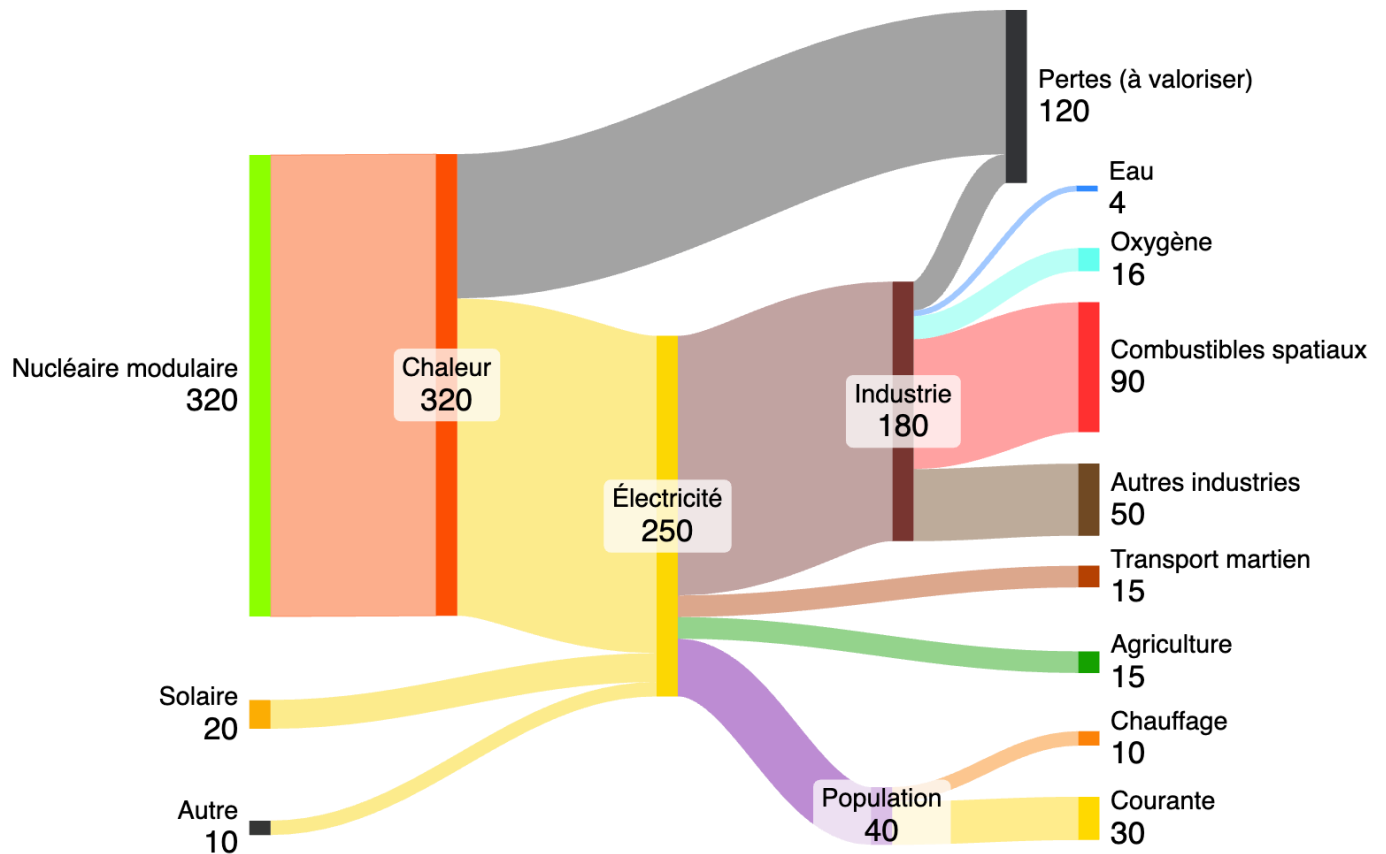 Pertes (à valoriser)
120
Eau
4
Oxygène
16
Nucléaire modulaire
320
Chaleur
320
Combustibles spatiaux
90
Industrie
180
Électricité
250
Autres industries
50
Transport martien
15
Agriculture
15
Solaire
20
Chauffage
10
Autre
10
Population
40
Courante
30